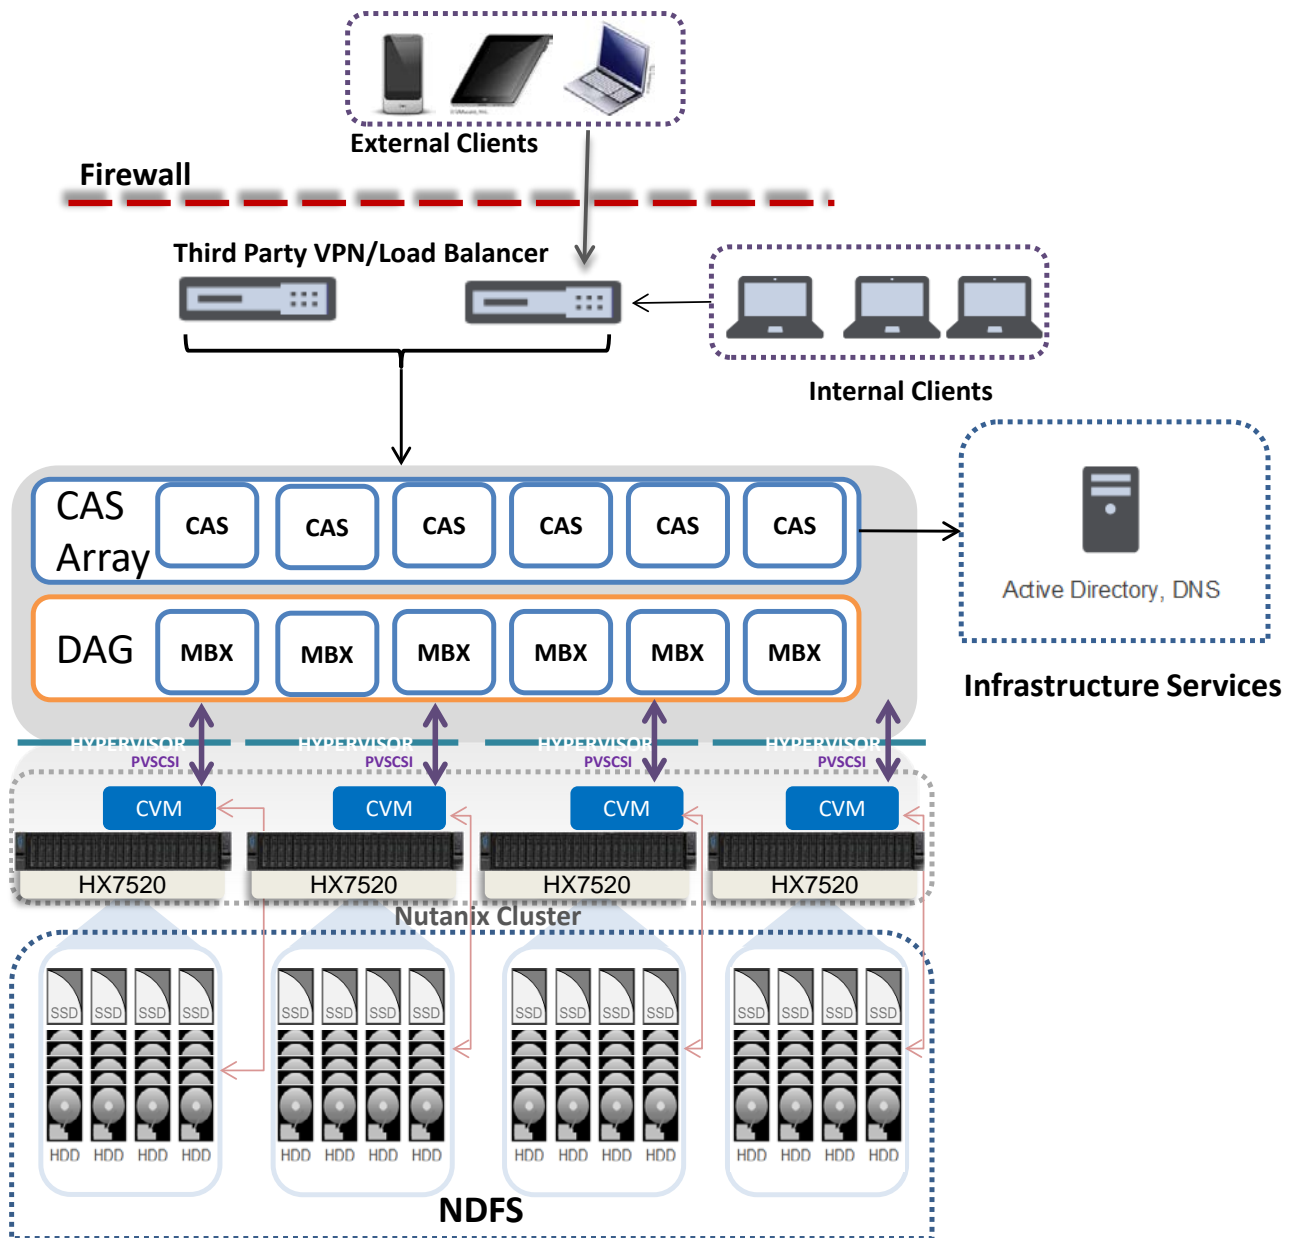 External Clients
Firewall
Third Party VPN/Load Balancer
Internal Clients
CAS
Array
CAS
CAS
CAS
CAS
CAS
CAS
Active Directory, DNS
DAG
MBX
MBX
MBX
MBX
MBX
MBX
Infrastructure Services
HYPERVISOR
HYPERVISOR
HYPERVISOR
HYPERVISOR
PVSCSI
PVSCSI
PVSCSI
PVSCSI
CVM
CVM
CVM
CVM
HX7520
HX7520
HX7520
HX7520
Nutanix Cluster
SSD SSD SSD SSD
SSD SSD SSD SSD
SSD SSD SSD SSD
SSD SSD SSD SSD
HDD HDD HDD HDD
HDD HDD HDD HDD
HDD HDD HDD HDD
HDD HDD HDD HDD
NDFS